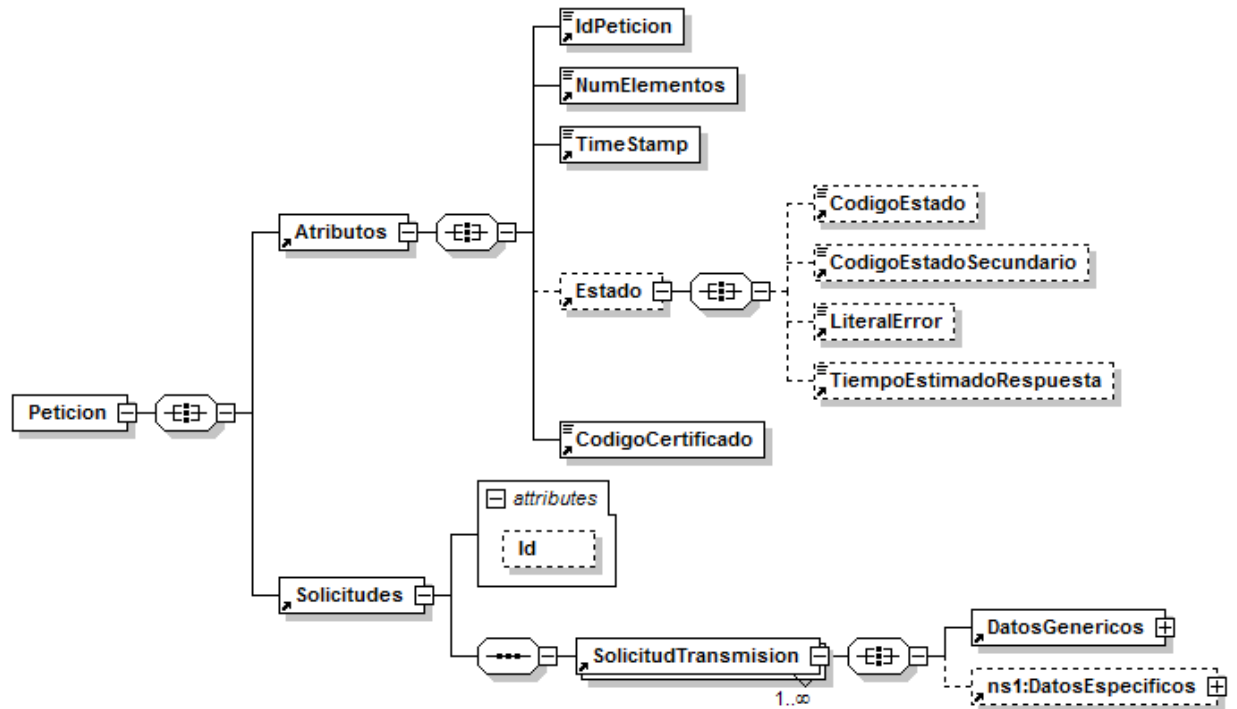 IdPeticion
NumElementos
TimeStamp
CodigoEstado
Atributos
CodigoEstadoSecundario
Estado
LiteralError
TiempoEstimadoRespuesta
Peticion
CodigoCertificado
attributes
Id
Solicitudes
DatosGenericos
SolicitudTransmision
ns1:DatosEspecificos
1..∞